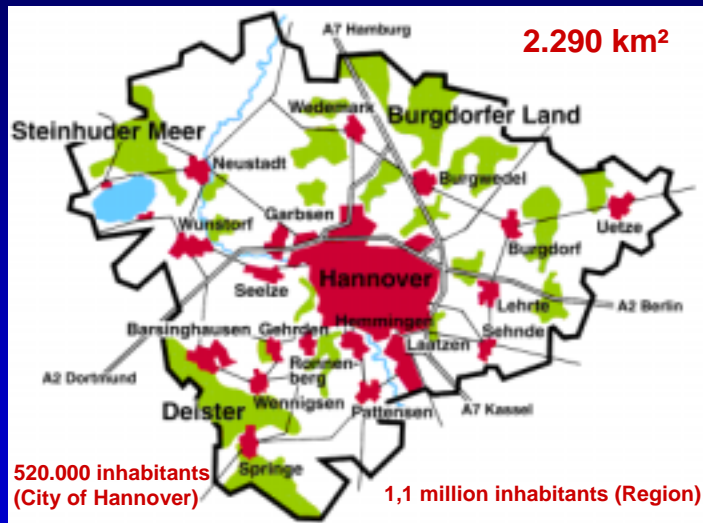 A7 Hamburg
2.290 km²
Wedemark
Burgdorfer Land
Steinhuder Meer
Neustadt
Burgwedel
Garbsen
Wunstorf
Uetze
Burgdorf
Hannover
Seelze
Lehrte
A2 Berlin
Hemmingen
Barsinghausen
Gehrden
Sehnde
Laatzen
Ronnen-
berg
A2 Dortmund
Wennigsen
Deister
Pattensen
A7 Kassel
Springe
520.000 inhabitants
(City of Hannover)
1,1 million inhabitants (Region)